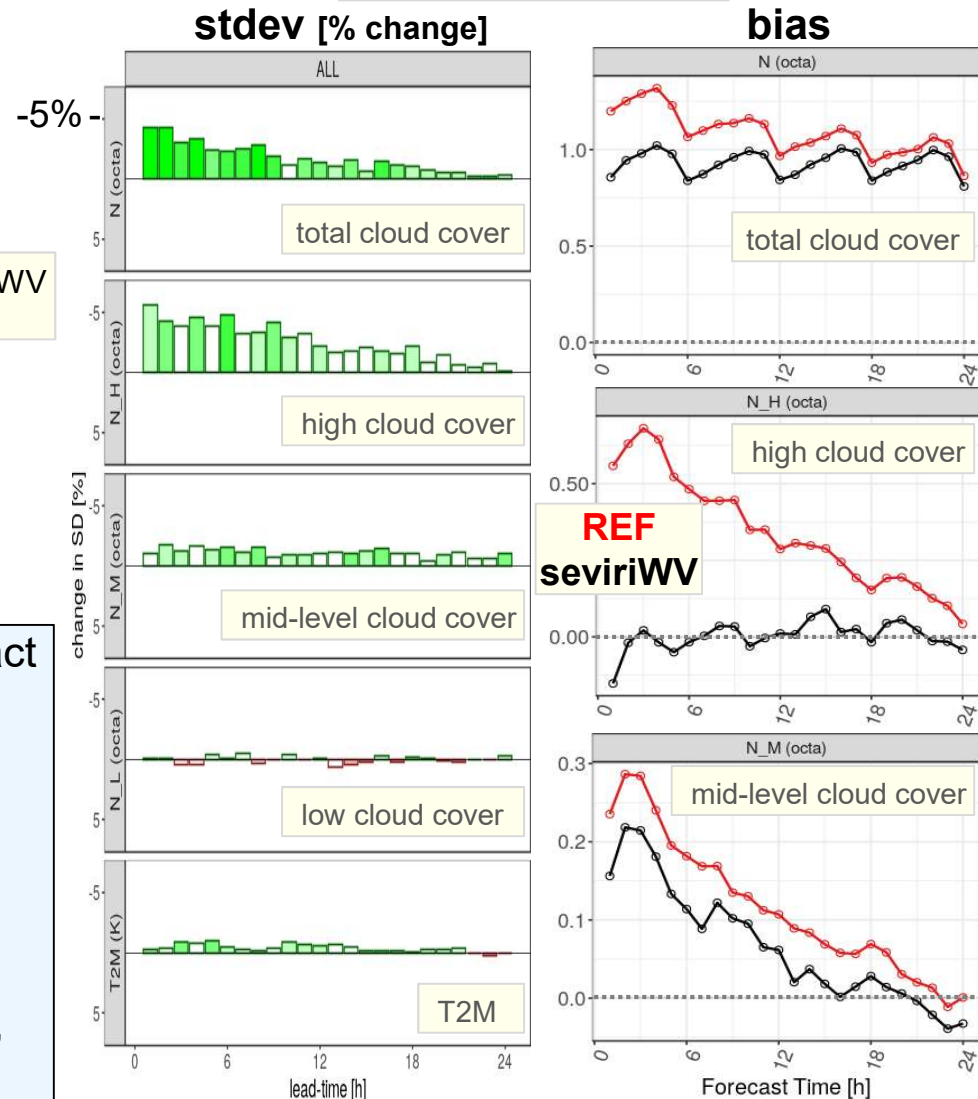 stdev [% change]
ALL
-5% -
N (octa)
5
total cloud cover
WV
-5
N_H (octa)
5
high cloud cover
change in SD [%]
-5
N_M (octa)
5
mid-level cloud cover
act
-5
N_L (octa)
5
low cloud cover
-5
T2M (K)
5
T2M
0 6 12 18 24
lead-time [h]
bias
N (octa)
1.0
0.5
0.0
total cloud cover
0 6 12 18 24
N_H (octa)
high cloud cover
0.50
0.00
REF
seviriWV
0 6 12 18 24
N_M (octa)
0.3
0.2
0.1
0.0
mid-level cloud cover
0 6 12 18 24
Forecast Time [h]